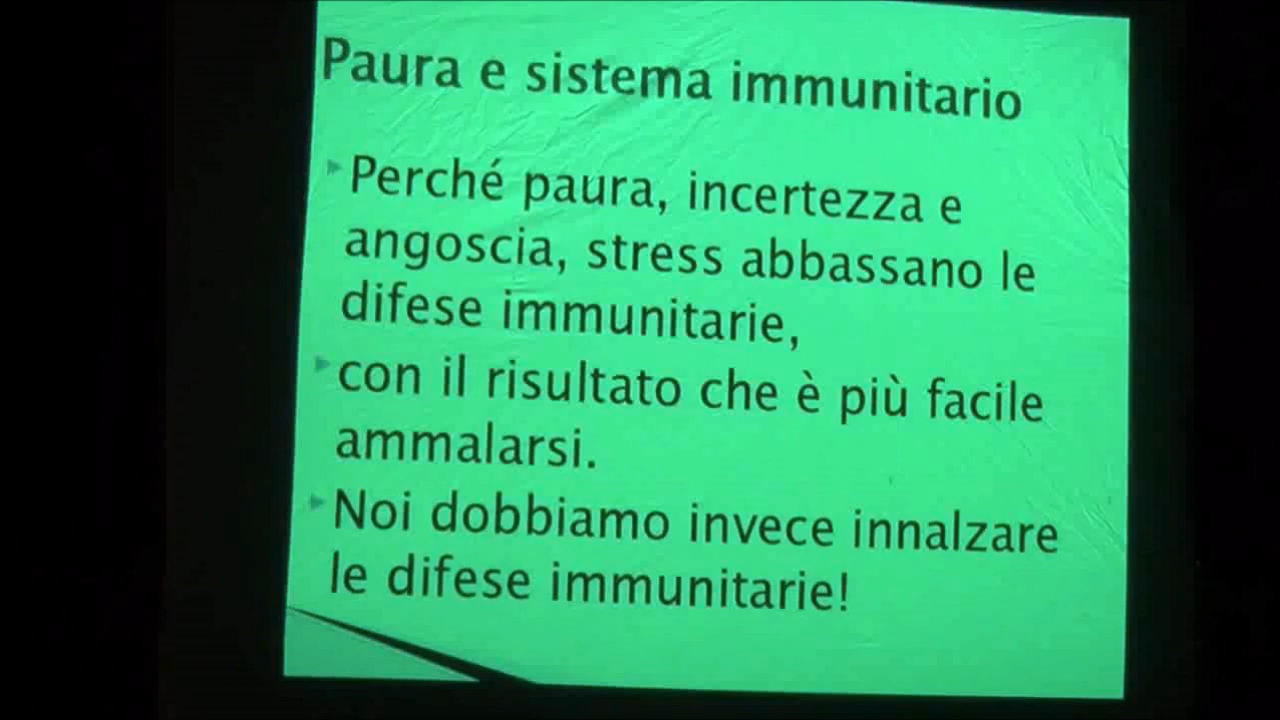 Paura e sistema immunitario
Perché paura, incertezza e
angoscia, stress abbassano le
difese immunitarie,
con il risultato che è più facile
ammalarsi.
Noi dobbiamo invece innalzare
le difese immunitarie!